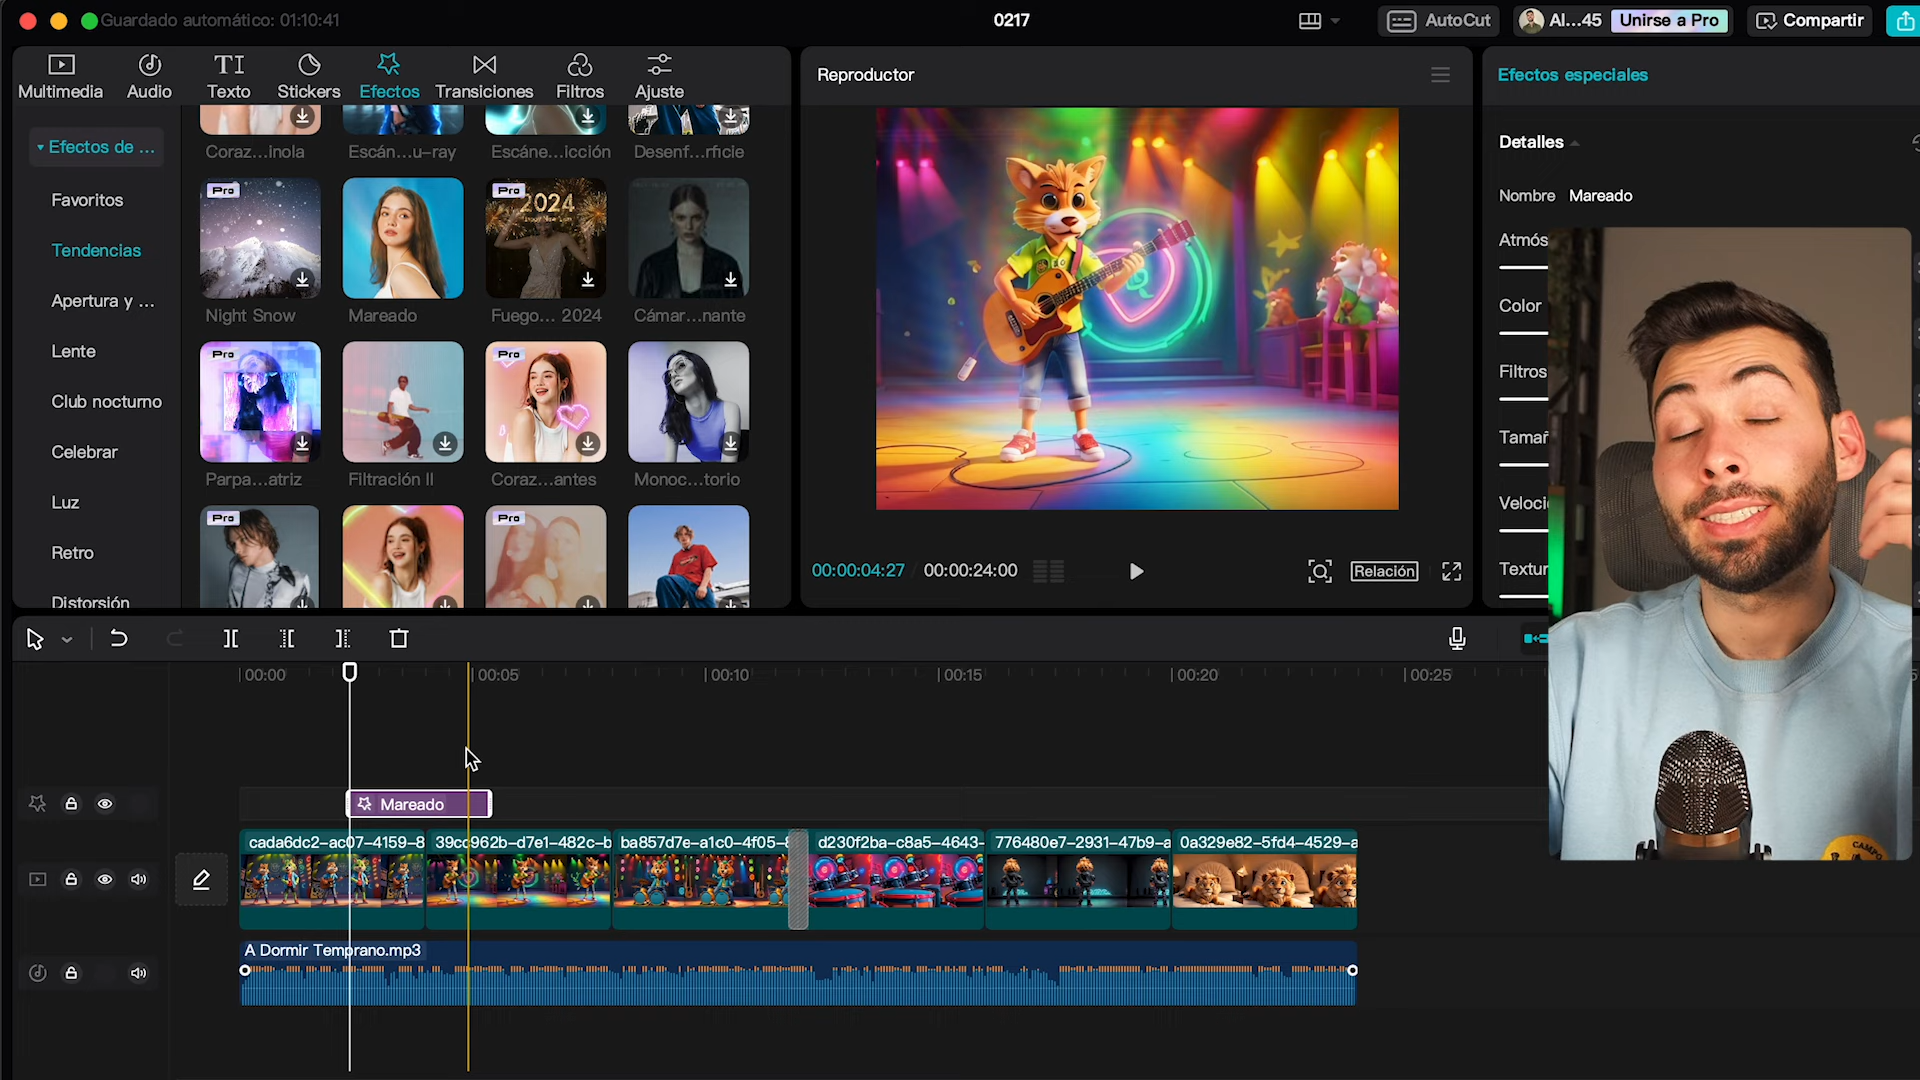 Guardado automático: 01:10:41
0217
AutoCut
Al...45
Unirse a Pro
Compartir
Multimedia
Audio
TI
Texto
Stickers
Efectos
Transiciones
Filtros
Ajuste
Reproductor
Efectos especiales
Efectos de ...
Favoritos
Tendencias
Apertura y ...
Lente
Club nocturno
Celebrar
Luz
Retro
Distorsión
Coraz...inola
Escán...u-ray
Escáne...icción
Desenf...rficie
Pro
Pro
2024
Night Snow
Mareado
Fuego... 2024
Cámar...nante
Pro
Pro
Parpa...atriz
Filtración II
Coraz...antes
Monoc...torio
Pro
Pro
Detalles
Nombre
Mareado
Atmós
Color
Filtros
Tamañ
Veloci
Textur
00:00:04:27 / 00:00:24:00
Relación
00:00
00:05
00:10
00:15
00:20
00:25
Mareado
cada6dc2-ac07-4159-8
39cc962b-d7e1-482c-b
ba857d7e-a1c0-4f05-8
d230f2ba-c8a5-4643-
776480e7-2931-47b9-a
0a329e82-5fd4-4529-a
A Dormir Temprano.mp3
CAMPO